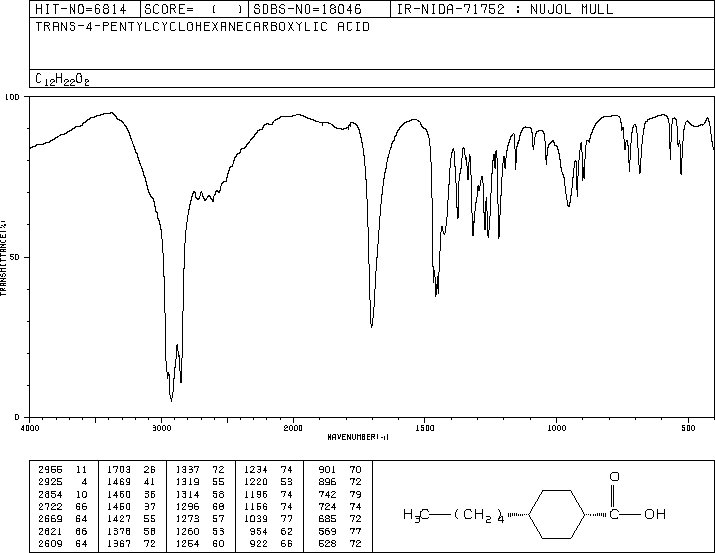 HIT-NO=6814 SCORE= ( ) SDBS-NO=18046 IR-NIDA-71752 : NUJOL MULL
TRANS-4-PENTYLCYCLOHEXANECARBOXYLIC ACID
C12H22O2
100
TRANSMITTANCE(%)
50
0
4000 3000 2000 1500 1000 500
WAVENUMBER(-1)
2955 11 1703 26 1337 72 1234 74 901 70
2925 4 1469 41 1319 55 1220 53 896 72
2854 10 1460 36 1314 58 1196 74 742 79
2722 66 1450 37 1296 68 1156 74 724 74
2669 64 1427 55 1273 57 1039 77 685 72
2621 66 1378 58 1260 53 954 62 569 77
2609 64 1367 72 1254 60 922 66 528 72
O
H3C (CH2)4 C OH